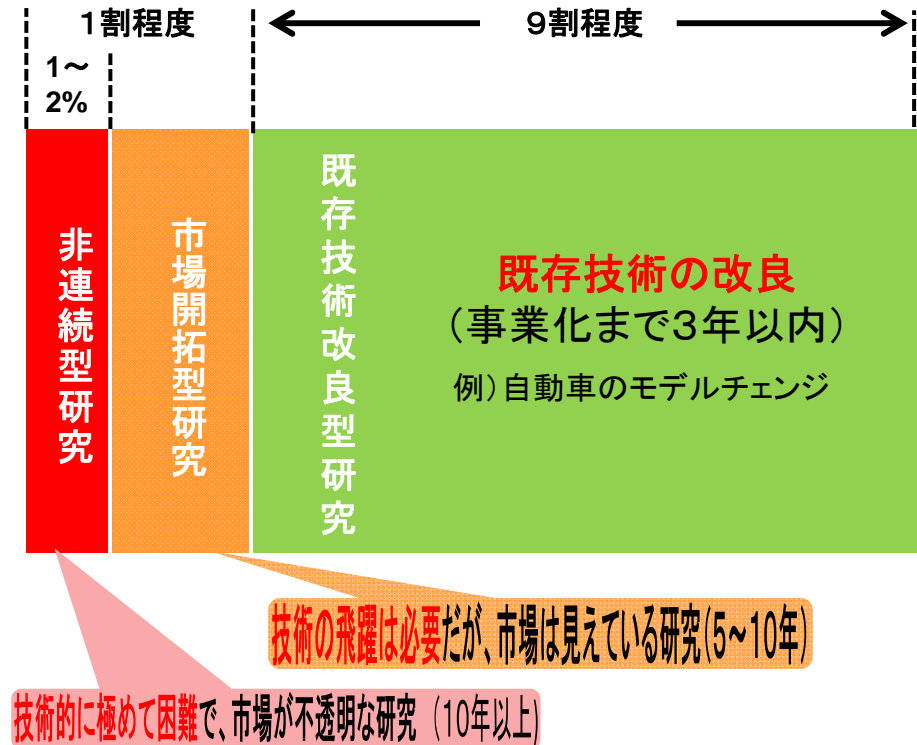 1割程度
9割程度
1～
2%
非連続型研究
市場開拓型研究
既存技術改良型研究
既存技術の改良
（事業化まで3年以内）
例）自動車のモデルチェンジ
技術の飛躍は必要だが、市場は見えている研究(5～10年)
技術的に極めて困難で、市場が不透明な研究（10年以上)